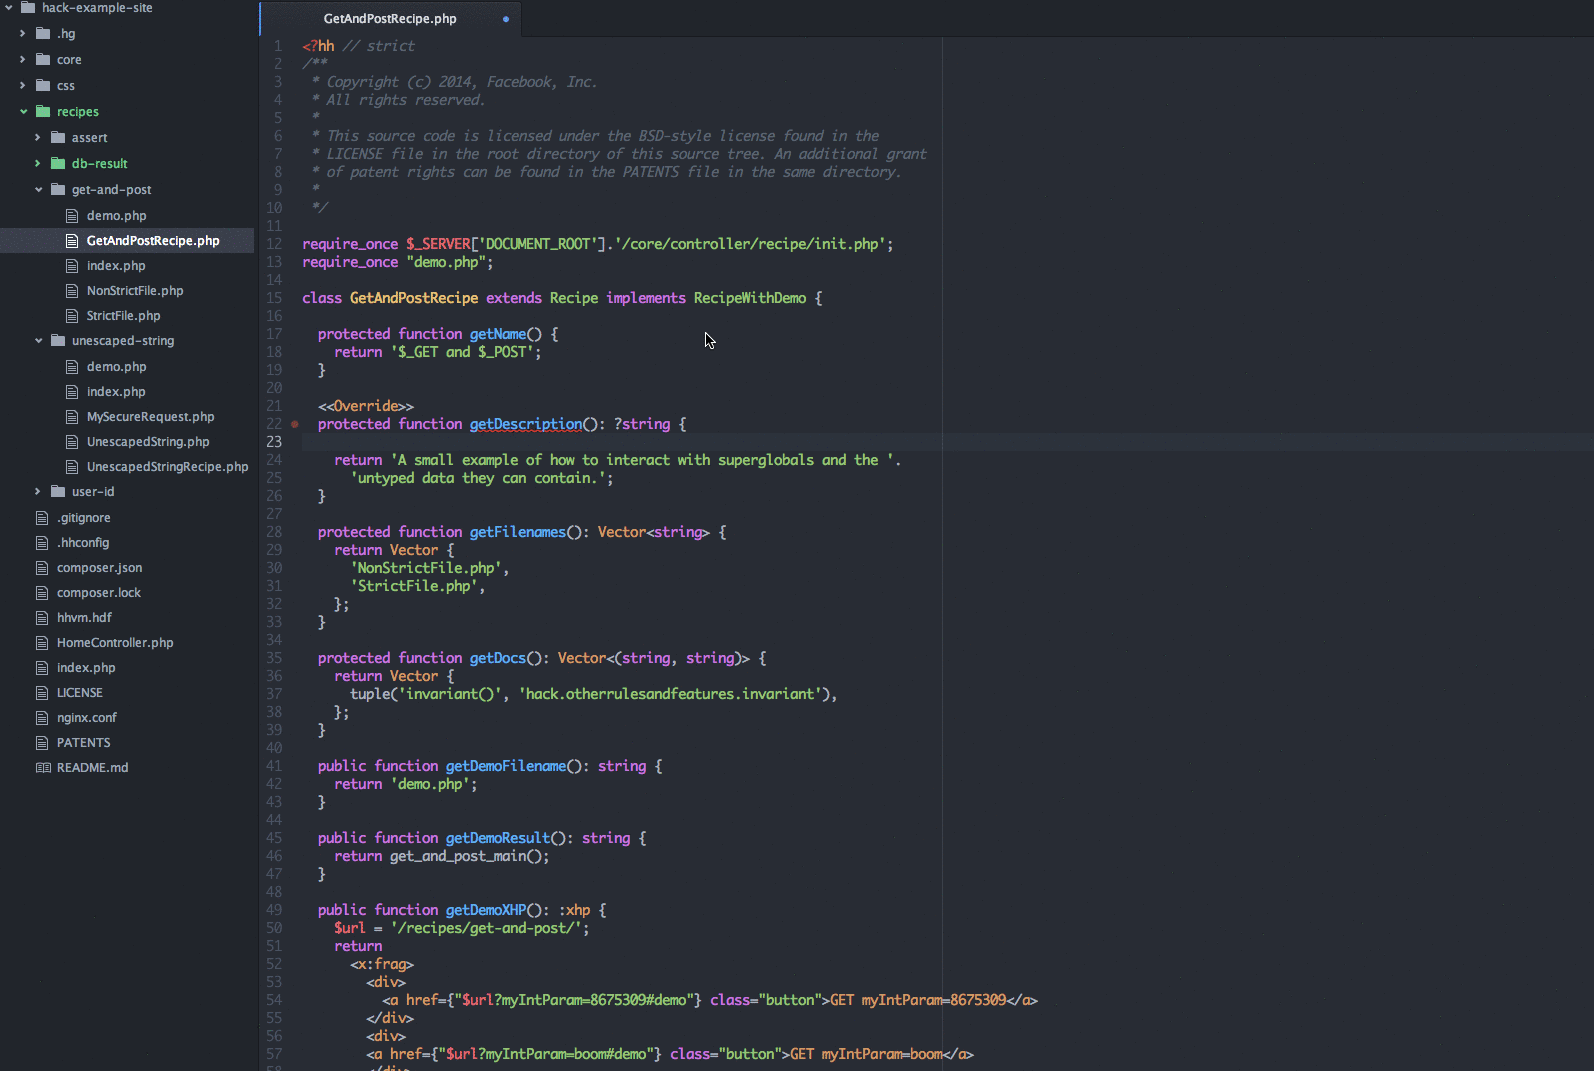 hack-example-site
.hg
core
css
recipes
assert
db-result
get-and-post
demo.php
GetAndPostRecipe.php
index.php
NonStrictFile.php
StrictFile.php
unescaped-string
demo.php
index.php
MySecureRequest.php
UnescapedString.php
UnescapedStringRecipe.php
user-id
.gitignore
.hhconfig
composer.json
composer.lock
hhvm.hdf
HomeController.php
index.php
LICENSE
nginx.conf
PATENTS
README.md
GetAndPostRecipe.php
1 <?hh // strict
2 /**
3  * Copyright (c) 2014, Facebook, Inc.
4  * All rights reserved.
5  *
6  * This source code is licensed under the BSD-style license found in the
7  * LICENSE file in the root directory of this source tree. An additional grant
8  * of patent rights can be found in the PATENTS file in the same directory.
9  *
10  */
11
12 require_once $_SERVER['DOCUMENT_ROOT'].'/core/controller/recipe/init.php';
13 require_once "demo.php";
14
15 class GetAndPostRecipe extends Recipe implements RecipeWithDemo {
16
17   protected function getName() {
18     return '$_GET and $_POST';
19   }
20
21   <<Override>>
22   protected function getDescription(): ?string {
23
24     return 'A small example of how to interact with superglobals and the '.
25       'untyped data they can contain.';
26   }
27
28   protected function getFilenames(): Vector<string> {
29     return Vector {
30       'NonStrictFile.php',
31       'StrictFile.php',
32     };
33   }
34
35   protected function getDocs(): Vector<(string, string)> {
36     return Vector {
37       tuple('invariant()', 'hack.otherrulesandfeatures.invariant'),
38     };
39   }
40
41   public function getDemoFilename(): string {
42     return 'demo.php';
43   }
44
45   public function getDemoResult(): string {
46     return get_and_post_main();
47   }
48
49   public function getDemoXHP(): :xhp {
50     $url = '/recipes/get-and-post/';
51     return
52       <x:frag>
53         <div>
54           <a href={"$url?myIntParam=8675309#demo"} class="button">GET myIntParam=8675309</a>
55         </div>
56         <div>
57         <a href={"$url?myIntParam=boom#demo"} class="button">GET myIntParam=boom</a>
58         </div>